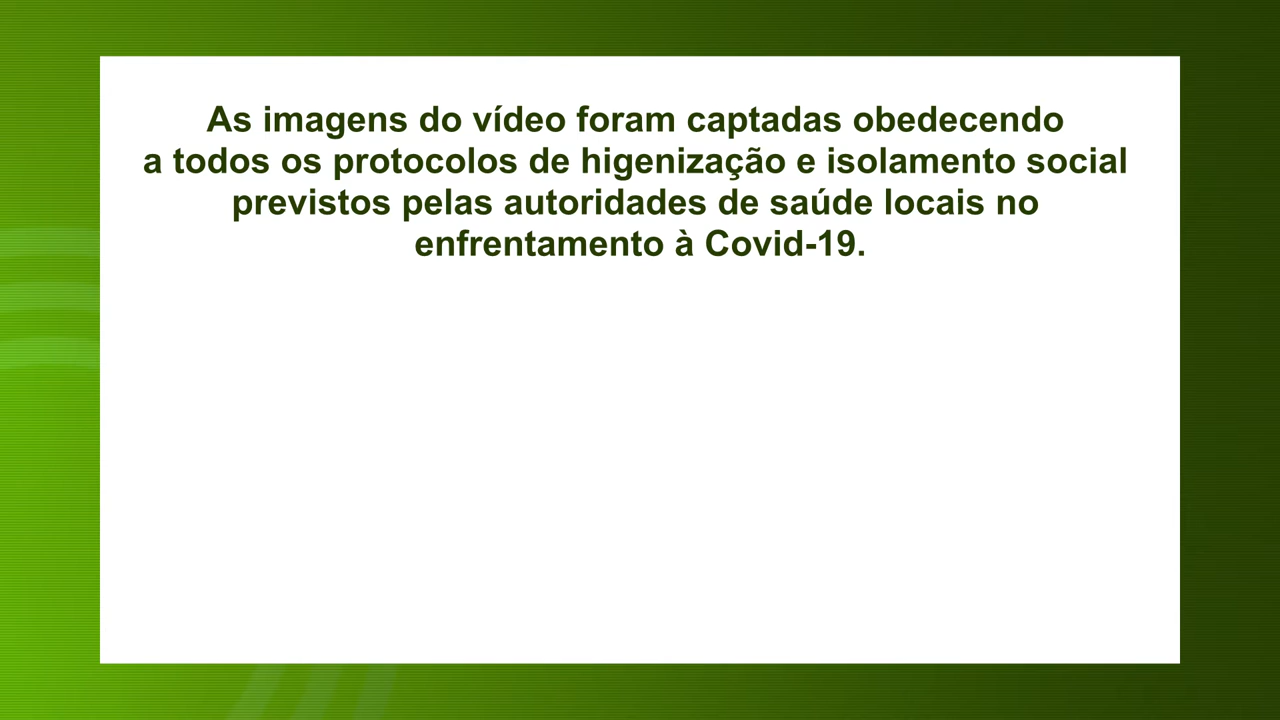 As imagens do vídeo foram captadas obedecendo
a todos os protocolos de higenização e isolamento social
previstos pelas autoridades de saúde locais no
enfrentamento à Covid-19.